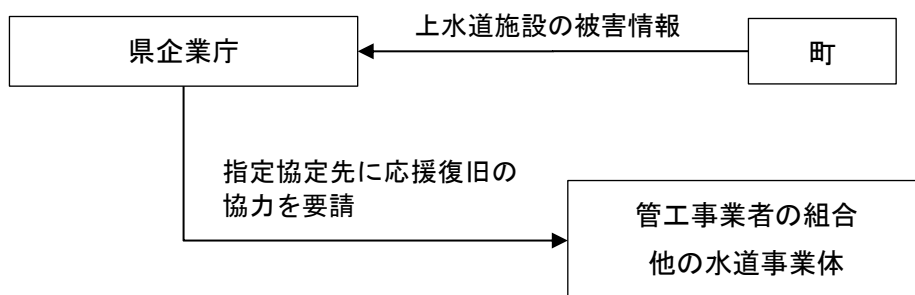 上水道施設の被害情報
県企業庁
町
指定協定先に応援復旧の
協力を要請
管工事業者の組合
他の水道事業体